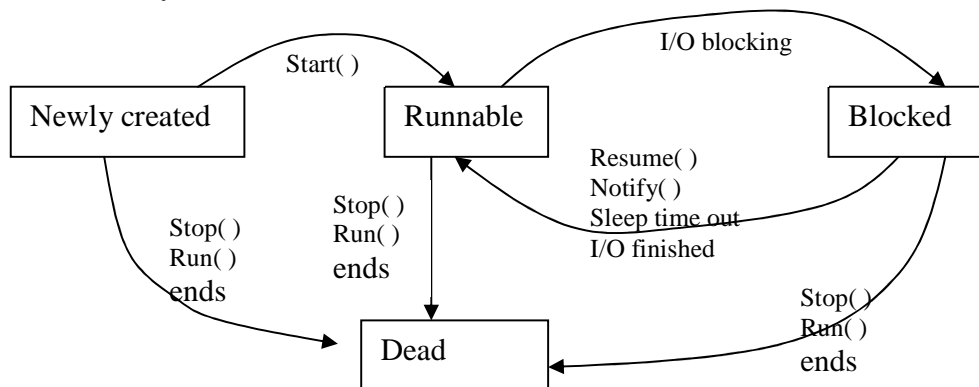 I/O blocking
Start( )
Newly created
Runnable
Blocked
Resume( )
Notify( )
Sleep time out
I/O finished
Stop( )
Run( )
ends
Stop( )
Run( )
ends
Stop( )
Run( )
ends
Dead